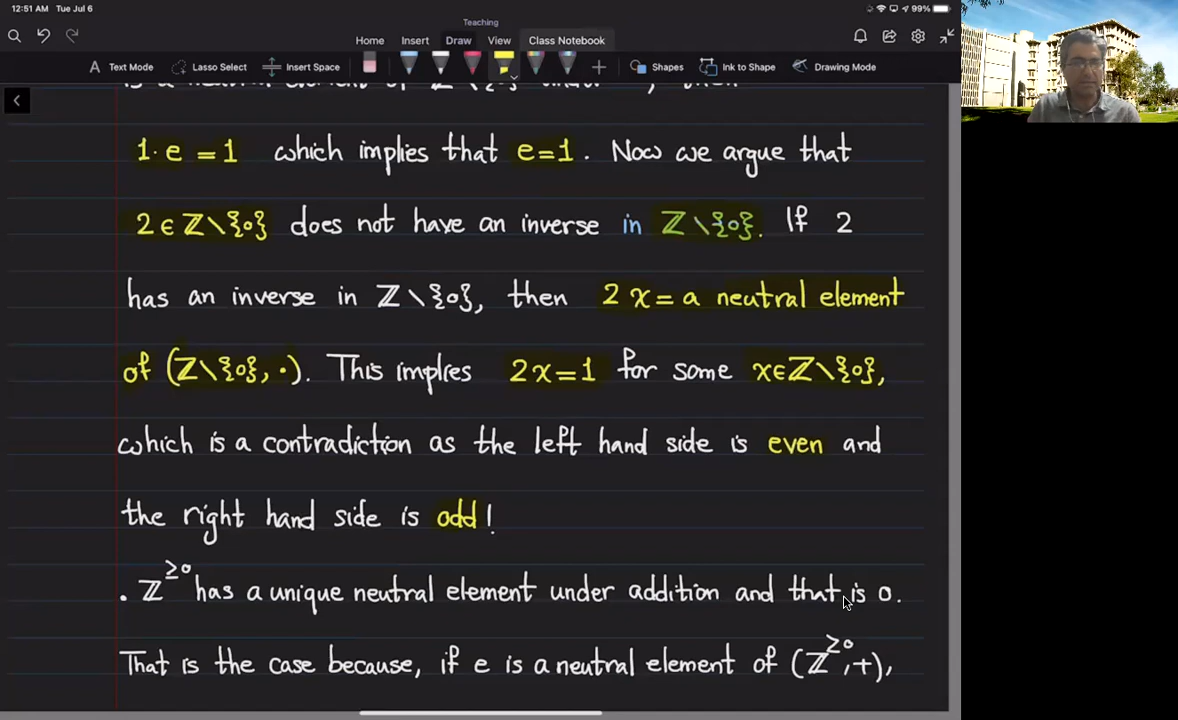 12:51 AM Tue Jul 6
99%
Teaching
Home Insert Draw View Class Notebook
Text Mode Lasso Select Insert Space Shapes Ink to Shape Drawing Mode
1·e = 1 which implies that e=1. Now we argue that
2 ∈ ℤ\{0} does not have an inverse in ℤ\{0}. If 2
has an inverse in ℤ\{0}, then 2x = a neutral element
of (ℤ\{0}, ·). This implies 2x=1 for some x∈ℤ\{0},
which is a contradiction as the left hand side is even and
the right hand side is odd!
. ℤ^≥0 has a unique neutral element under addition and that is 0.
That is the case because, if e is a neutral element of (ℤ^≥0, +),